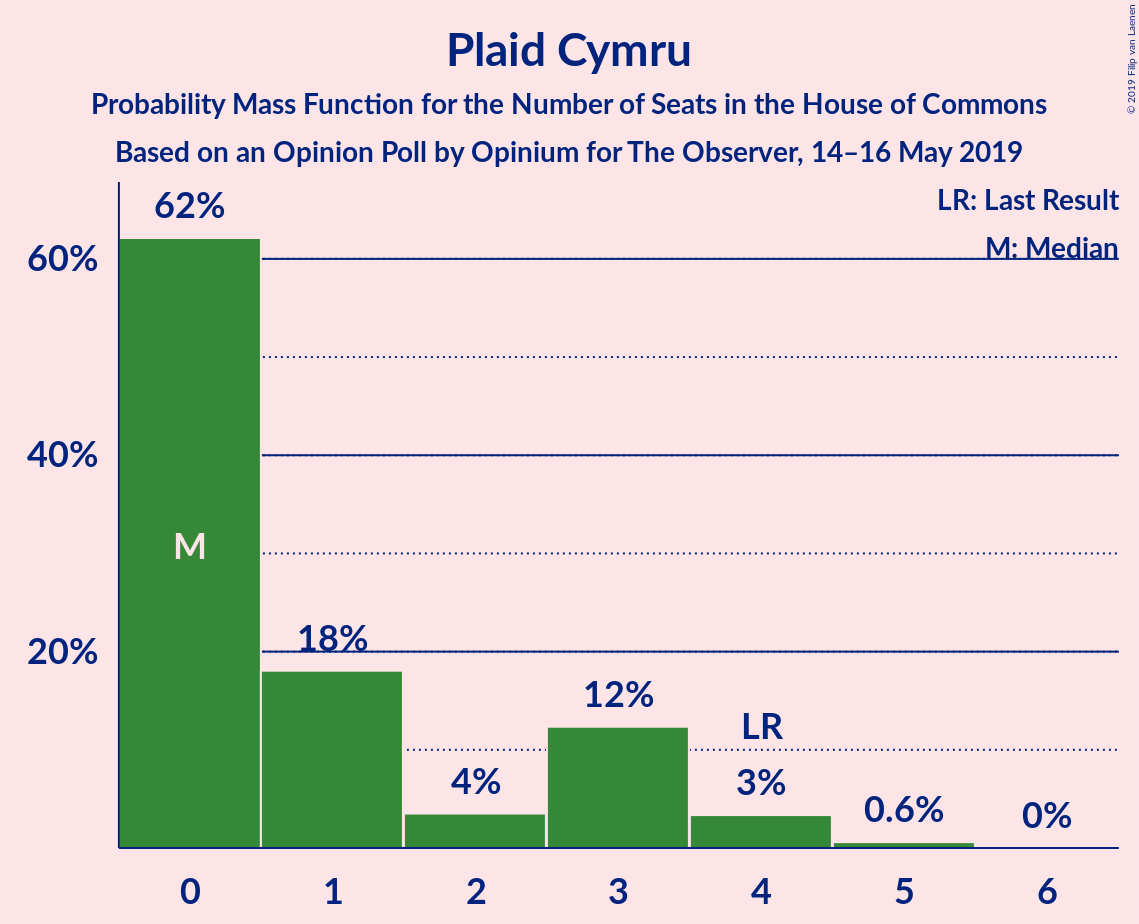 Plaid Cymru
Probability Mass Function for the Number of Seats in the House of Commons
Based on an Opinion Poll by Opinium for The Observer, 14–16 May 2019
© 2019 Filip van Laenen
LR: Last Result
M: Median
62%
60%
40%
M
18%
20%
12%
LR
4%
3%
0.6%
0%
0 1 2 3 4 5 6